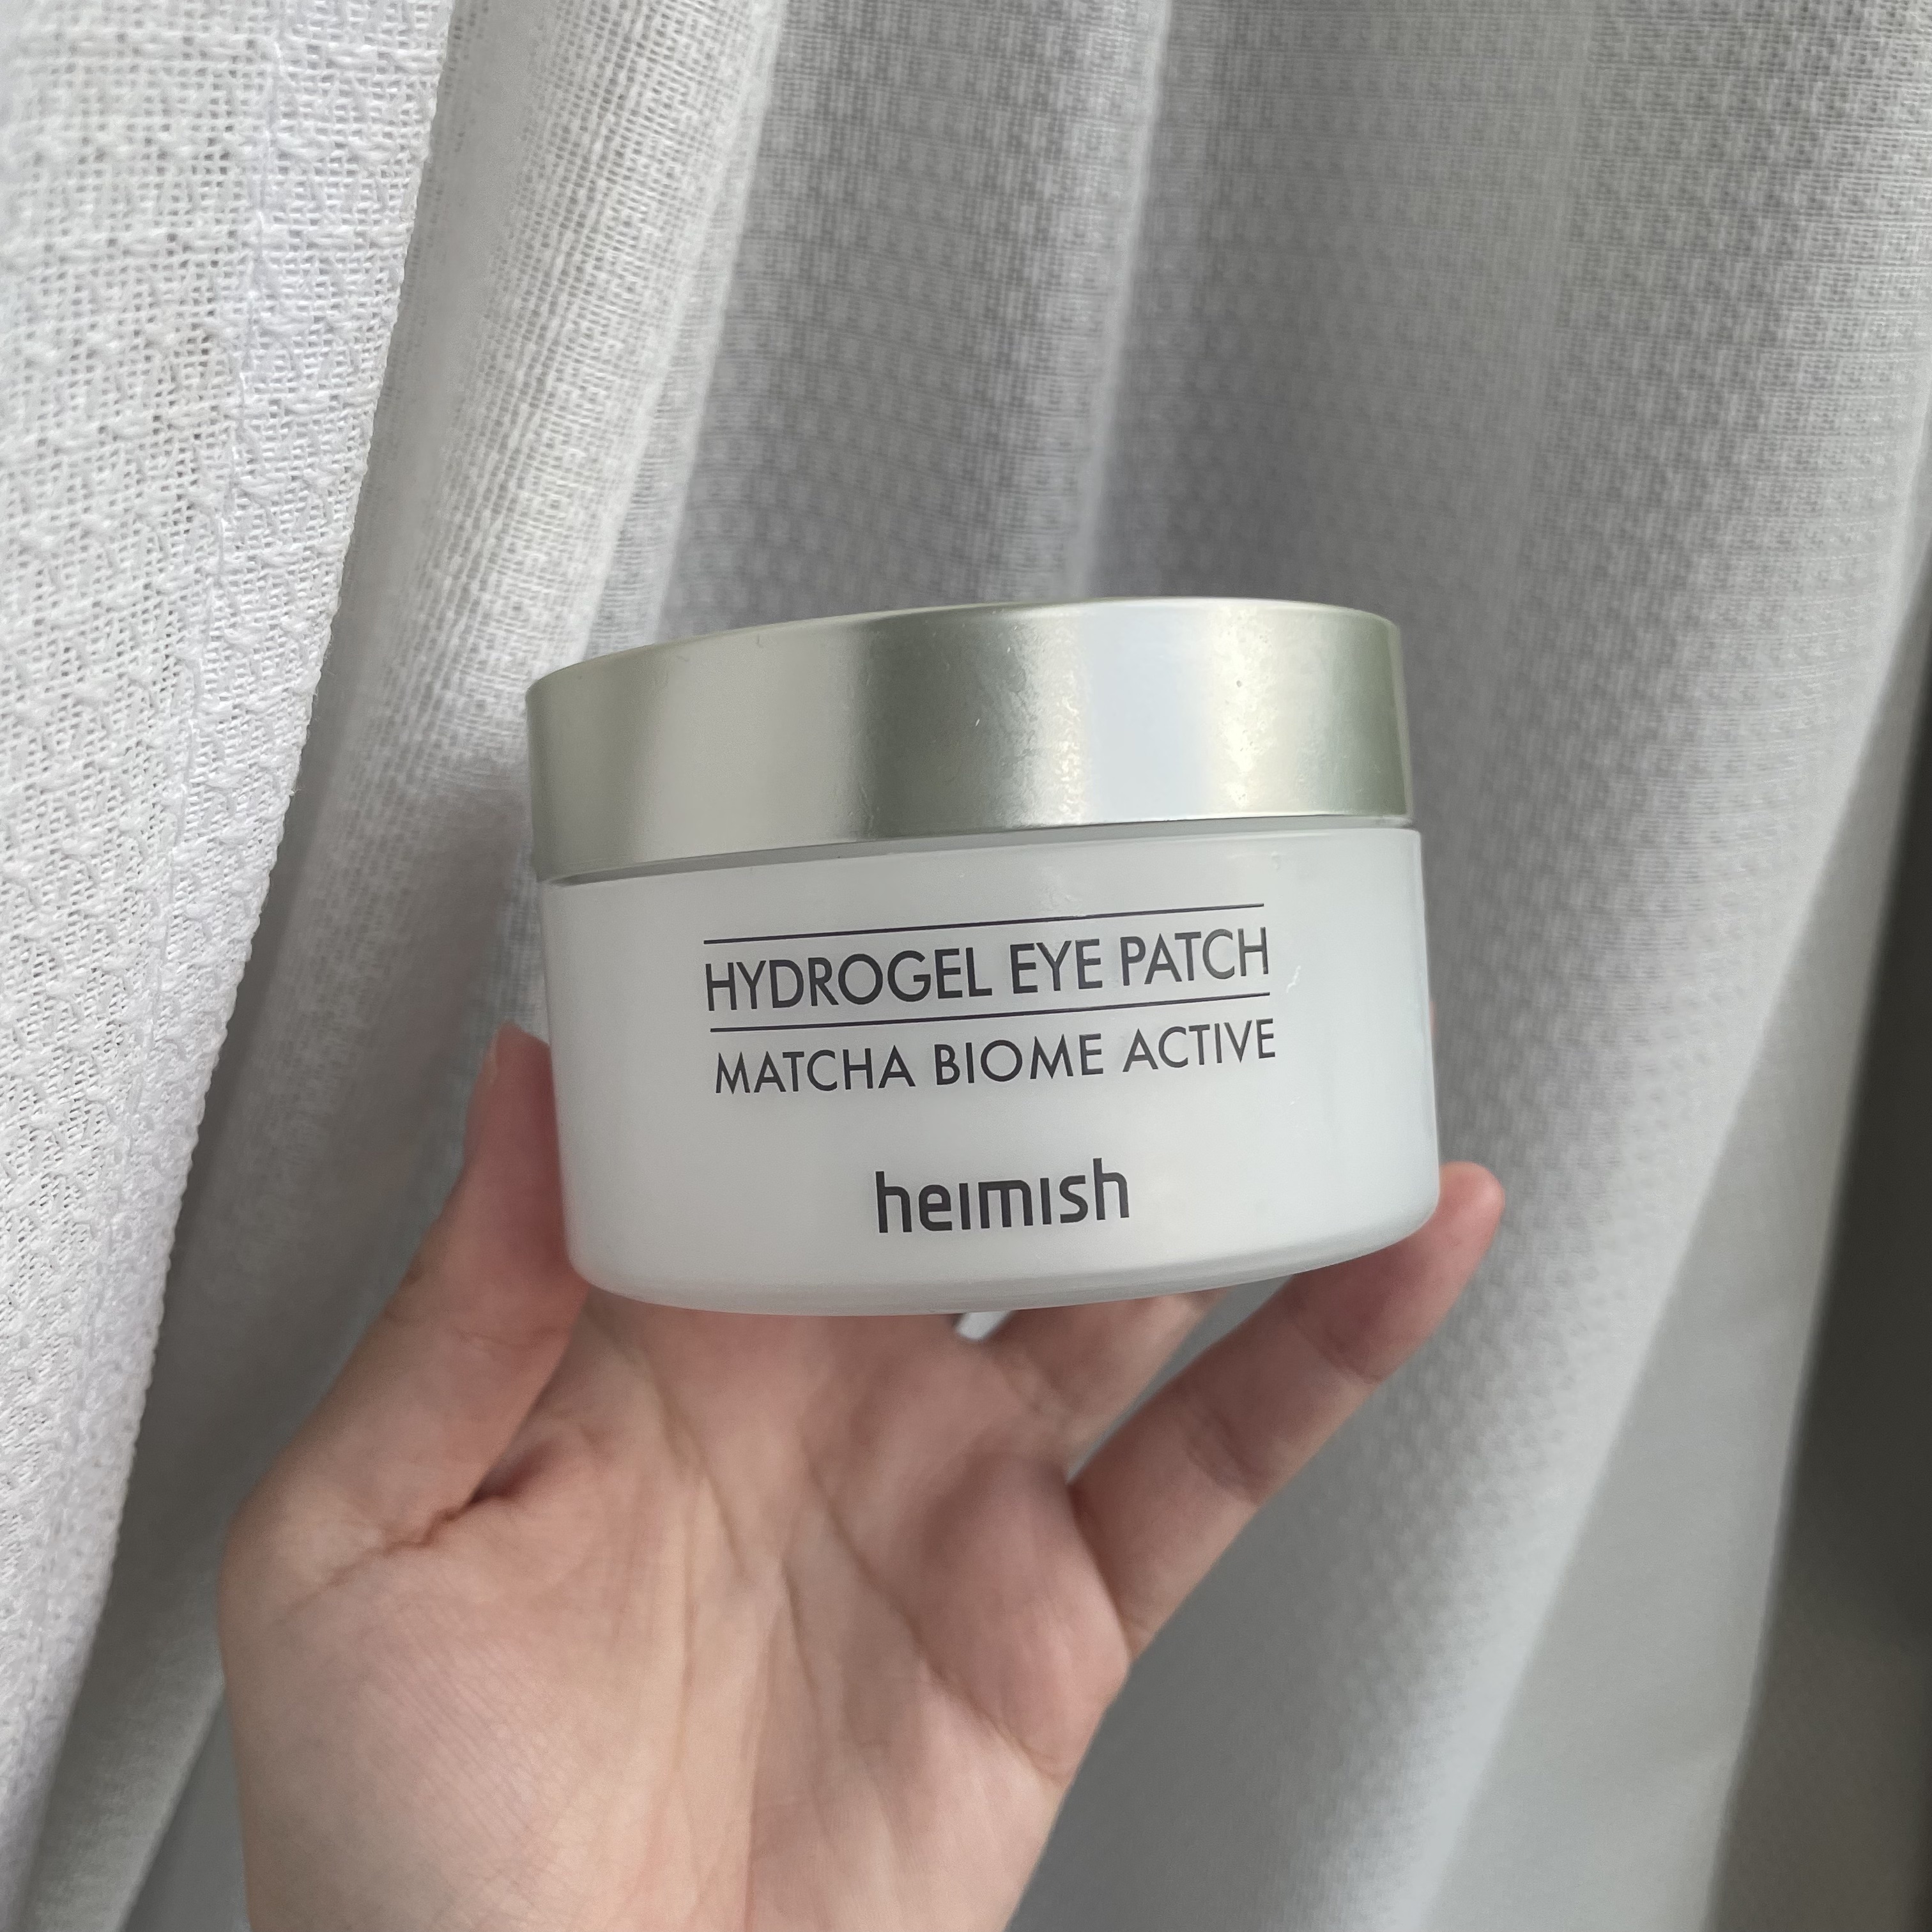 HYDROGEL EYE PATCH
MATCHA BIOME ACTIVE
heimish